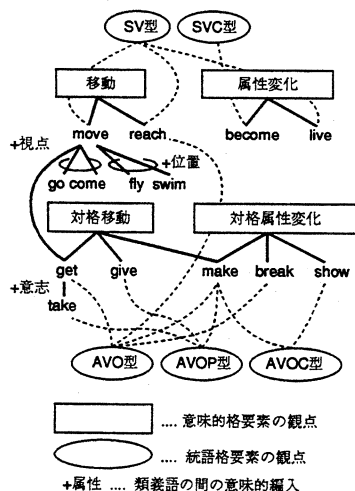 SV型 SVC型
移動 属性変化
move reach become live
+視点
+位置
go come fly swim
対格移動 対格属性変化
get give make break show
+意志
take
AVO型 AVOP型 AVOC型
.... 意味的格要素の観点
.... 統語格要素の観点
+属性 .... 類義語の間の意味的編入